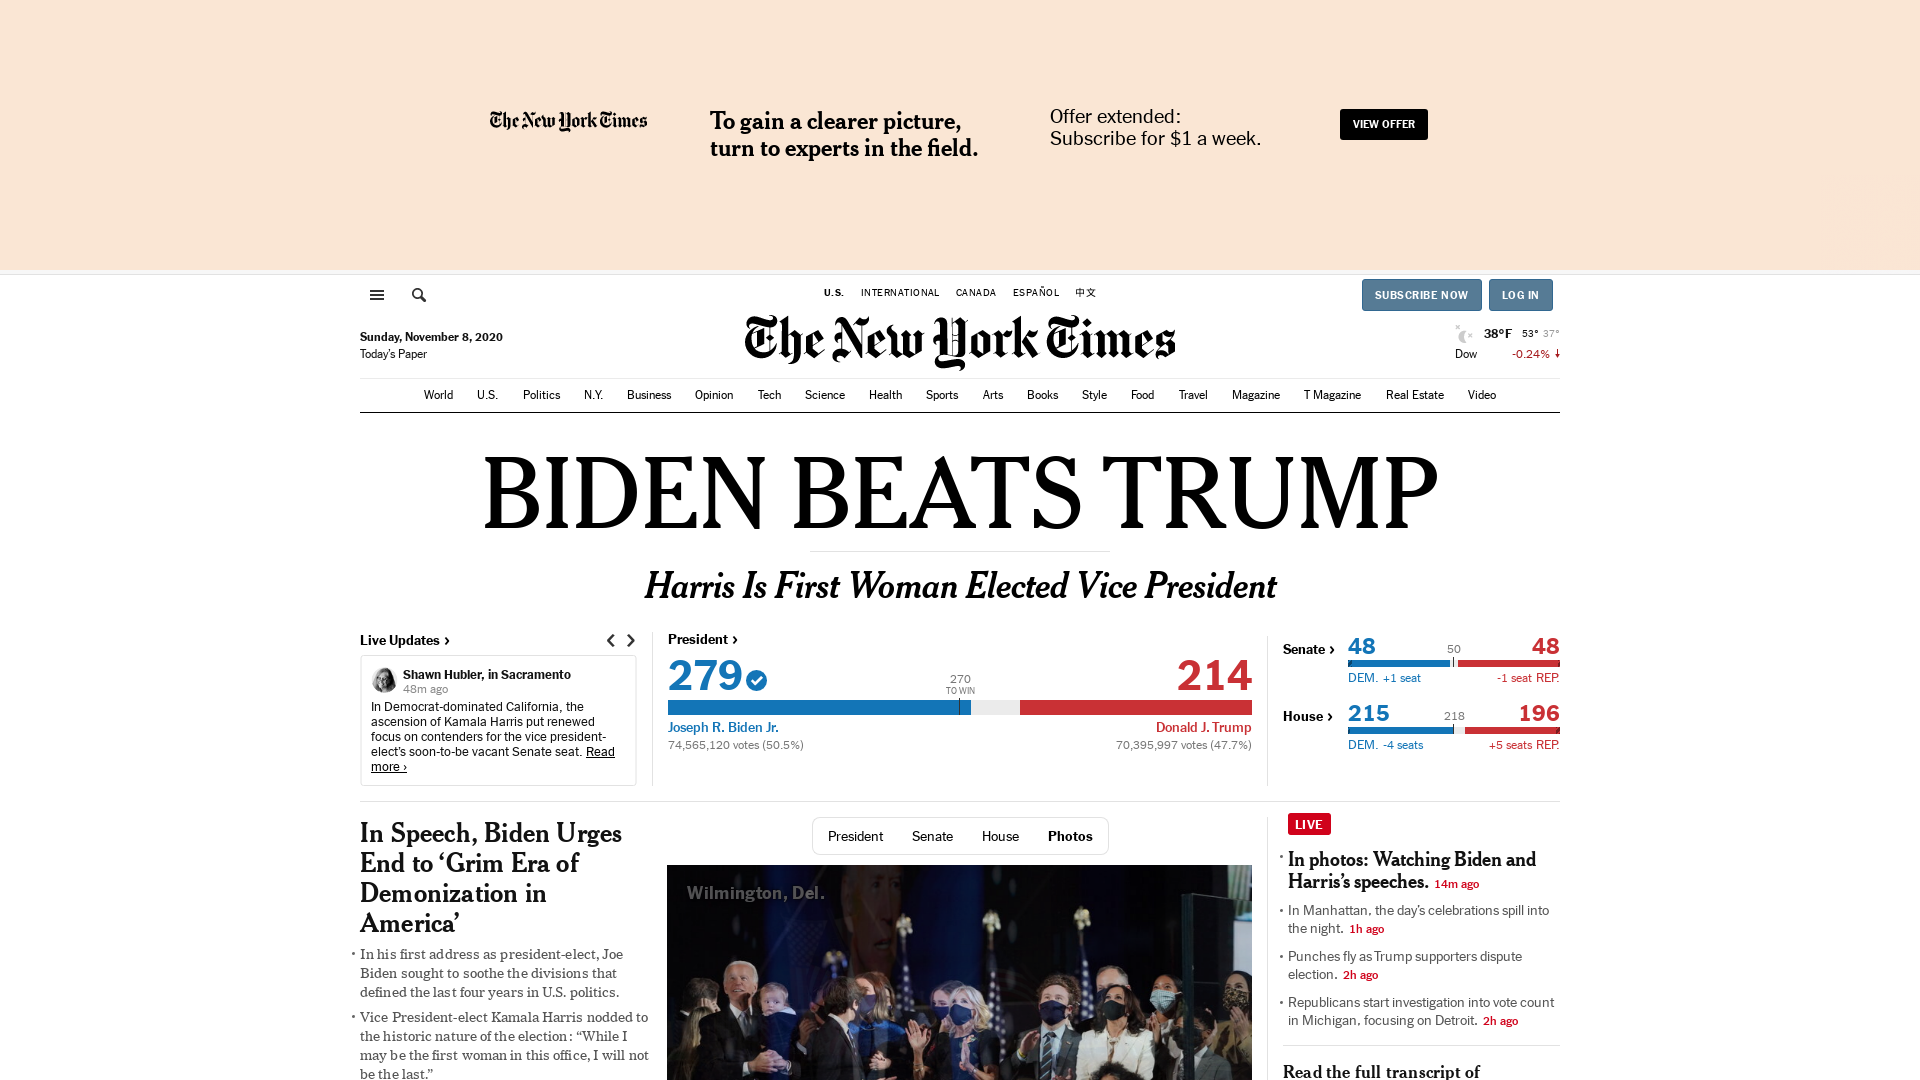 The New York Times
To gain a clearer picture,
turn to experts in the field.
Offer extended:
Subscribe for $1 a week.
VIEW OFFER
U.S. INTERNATIONAL CANADA ESPAÑOL 中文
SUBSCRIBE NOW LOG IN
Sunday, November 8, 2020
Today's Paper
The New York Times
38°F 53° 37°
Dow -0.24%
World U.S. Politics N.Y. Business Opinion Tech Science Health Sports Arts Books Style Food Travel Magazine T Magazine Real Estate Video
BIDEN BEATS TRUMP
Harris Is First Woman Elected Vice President
Live Updates ›
Shawn Hubler, in Sacramento
48m ago
In Democrat-dominated California, the
ascension of Kamala Harris put renewed
focus on contenders for the vice president-
elect's soon-to-be vacant Senate seat. Read
more ›
President ›
279
270
TO WIN
214
Joseph R. Biden Jr.
Donald J. Trump
74,565,120 votes (50.5%)
70,395,997 votes (47.7%)
Senate › 48 50 48
DEM. +1 seat -1 seat REP.
House › 215 218 196
DEM. -4 seats +5 seats REP.
In Speech, Biden Urges
End to ‘Grim Era of
Demonization in
America’
• In his first address as president-elect, Joe
Biden sought to soothe the divisions that
defined the last four years in U.S. politics.
• Vice President-elect Kamala Harris nodded to
the historic nature of the election: “While I
may be the first woman in this office, I will not
be the last.”
President Senate House Photos
Wilmington, Del.
LIVE
• In photos: Watching Biden and
Harris’s speeches. 14m ago
• In Manhattan, the day’s celebrations spill into
the night. 1h ago
• Punches fly as Trump supporters dispute
election. 2h ago
• Republicans start investigation into vote count
in Michigan, focusing on Detroit. 2h ago
Read the full transcript of